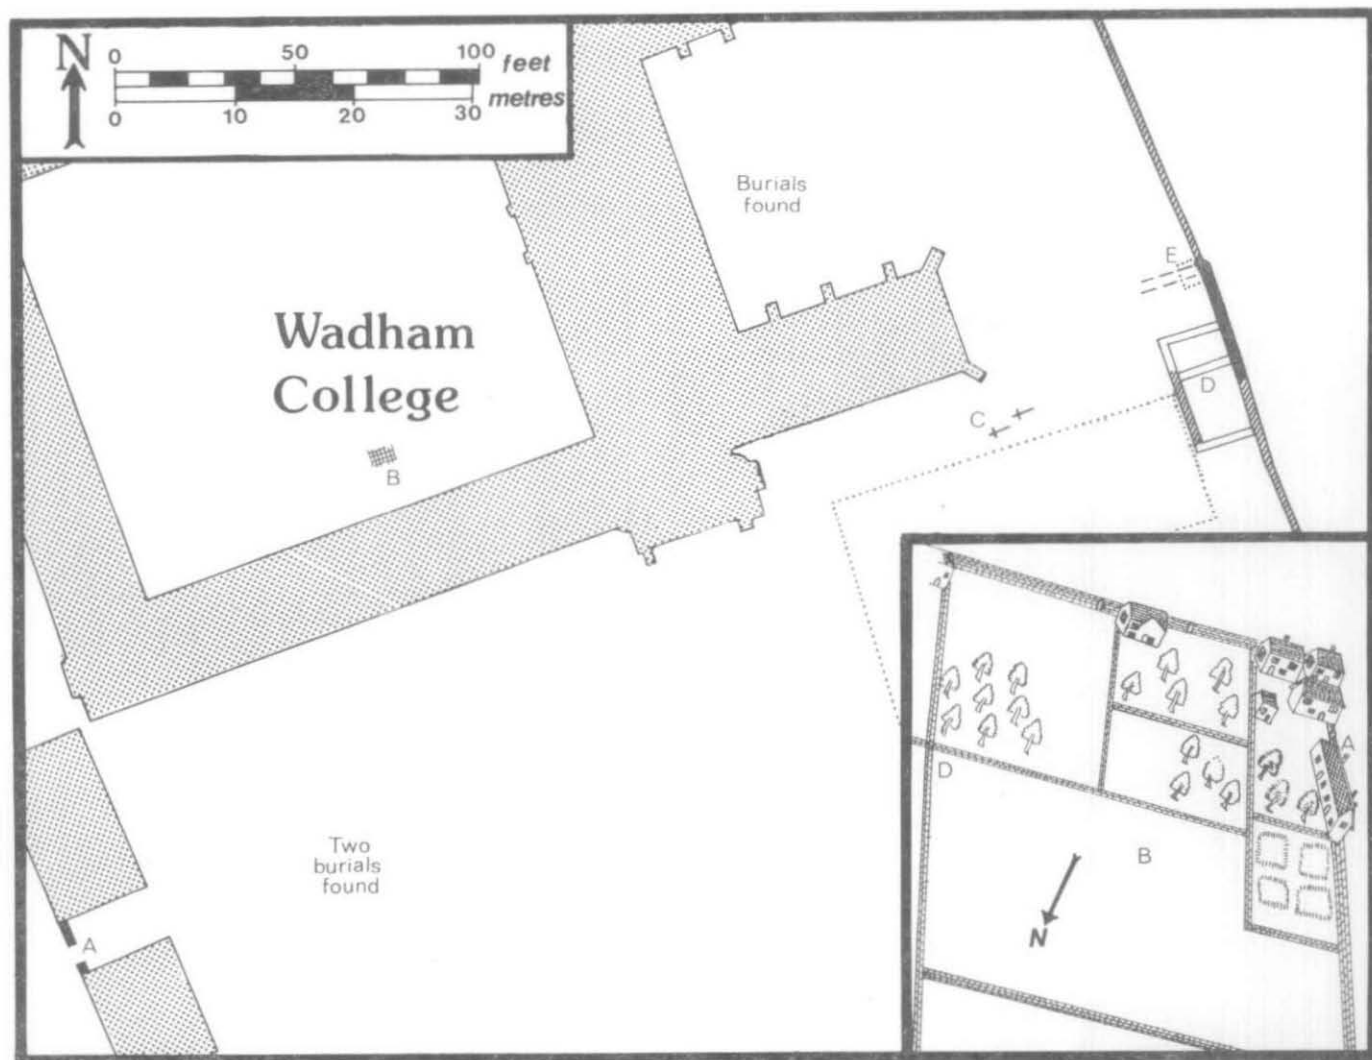 N
0 50 100 feet
metres
0 10 20 30
Burials
found
E
Wadham
College
D
C
B
Two
burials
found
A
A
D
B
N